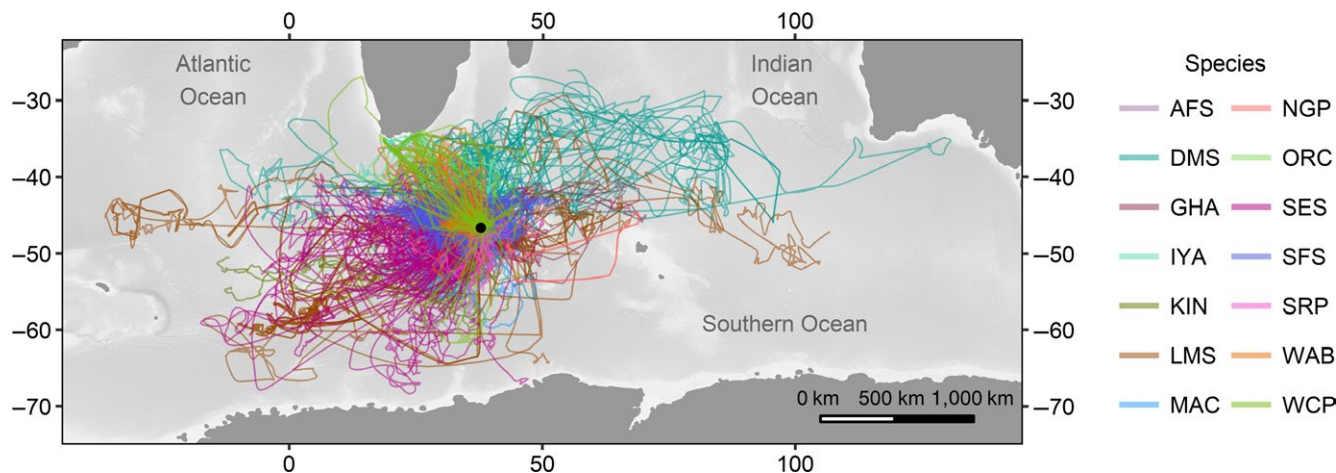 0 50 100
Atlantic
Ocean
Indian
Ocean
Species
–30 –30
–40 –40
–50 –50
–60 –60
–70 –70
Southern Ocean
0 km 500 km 1,000 km
0 50 100
AFS NGP
DMS ORC
GHA SES
IYA SFS
KIN SRP
LMS WAB
MAC WCP